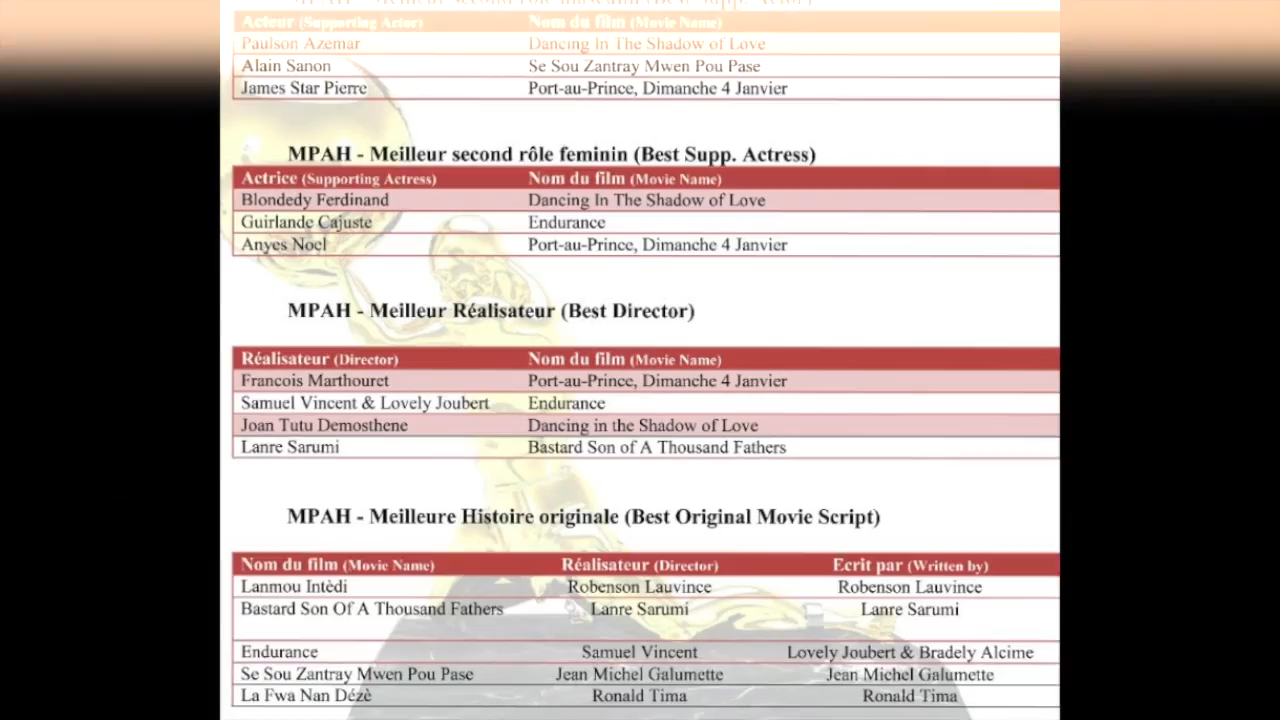 MPAH - Meilleur second rôle masculin (Best Supp. Actor)
Acteur (Supporting Actor) Nom du film (Movie Name)
Paulson Azemar Dancing In The Shadow of Love
Alain Sanon Se Sou Zantray Mwen Pou Pase
James Star Pierre Port-au-Prince, Dimanche 4 Janvier
MPAH - Meilleur second rôle feminin (Best Supp. Actress)
Actrice (Supporting Actress) Nom du film (Movie Name)
Blondedy Ferdinand Dancing In The Shadow of Love
Guirlande Cajuste Endurance
Anyes Noel Port-au-Prince, Dimanche 4 Janvier
MPAH - Meilleur Réalisateur (Best Director)
Réalisateur (Director) Nom du film (Movie Name)
Francois Marthouret Port-au-Prince, Dimanche 4 Janvier
Samuel Vincent & Lovely Joubert Endurance
Joan Tutu Demosthene Dancing in the Shadow of Love
Lanre Sarumi Bastard Son of A Thousand Fathers
MPAH - Meilleure Histoire originale (Best Original Movie Script)
Nom du film (Movie Name) Réalisateur (Director) Ecrit par (Written by)
Lanmou Intèdi Robenson Lauvince Robenson Lauvince
Bastard Son Of A Thousand Fathers Lanre Sarumi Lanre Sarumi
Endurance Samuel Vincent Lovely Joubert & Bradely Alcime
Se Sou Zantray Mwen Pou Pase Jean Michel Galumette Jean Michel Galumette
La Fwa Nan Dézè Ronald Tima Ronald Tima